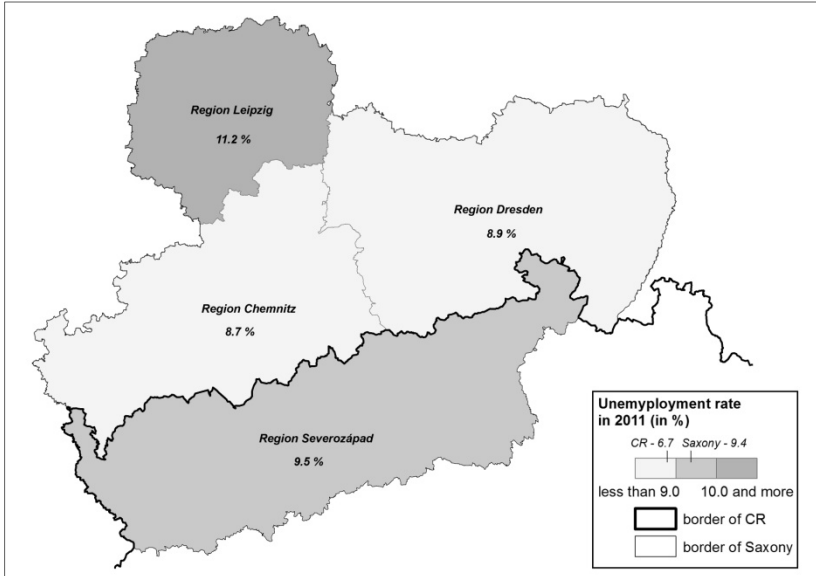 Region Leipzig
11.2 %
Region Dresden
8.9 %
Region Chemnitz
8.7 %
Region Severozápad
9.5 %
Unemyployment rate
in 2011 (in %)
CR - 6.7 Saxony - 9.4
less than 9.0 10.0 and more
border of CR
border of Saxony